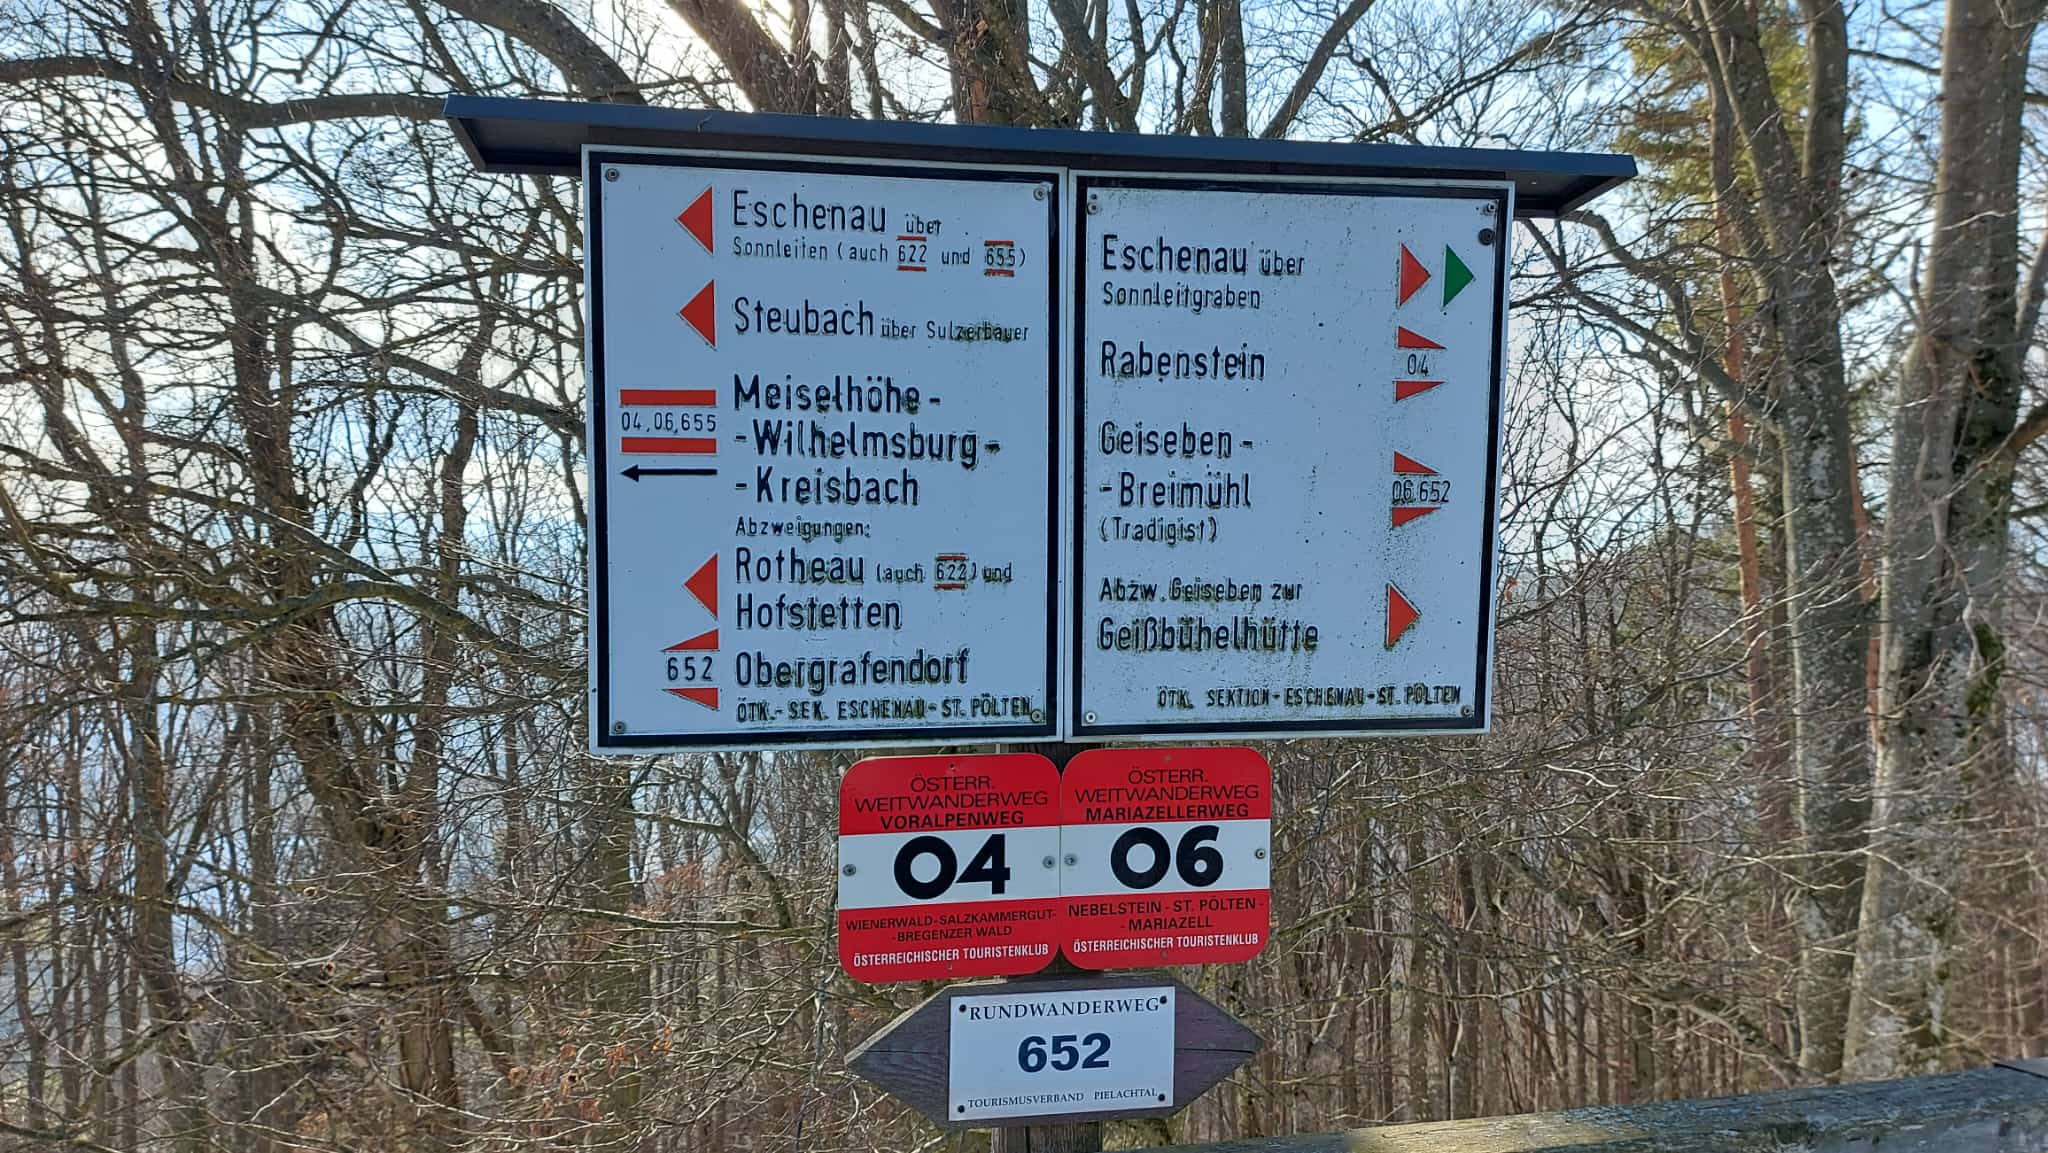 Eschenau über
Sonnleiten (auch 622 und 655)
Steubach über Sulzerbauer
04,06,655
Meiselhöhe -
- Wilhelmsburg -
- Kreisbach
Abzweigungen:
Rotheau (auch 622) und
Hofstetten
652 Obergrafendorf
ÖTK.- SEK. ESCHENAU - ST. PÖLTEN
Eschenau über
Sonnleitgraben
Rabenstein 04
Geiseben -
- Breimühl 06,652
(Tradigist)
Abzw. Geiseben zur
Geißbühelhütte
ÖTK. SEKTION - ESCHENAU - ST. PÖLTEN
ÖSTERR.
WEITWANDERWEG
VORALPENWEG
04
WIENERWALD-SALZKAMMERGUT-
-BREGENZER WALD
ÖSTERREICHISCHER TOURISTENKLUB
ÖSTERR.
WEITWANDERWEG
MARIAZELLERWEG
06
NEBELSTEIN - ST. PÖLTEN -
- MARIAZELL
ÖSTERREICHISCHER TOURISTENKLUB
RUNDWANDERWEG
652
TOURISMUSVERBAND PIELACHTAL